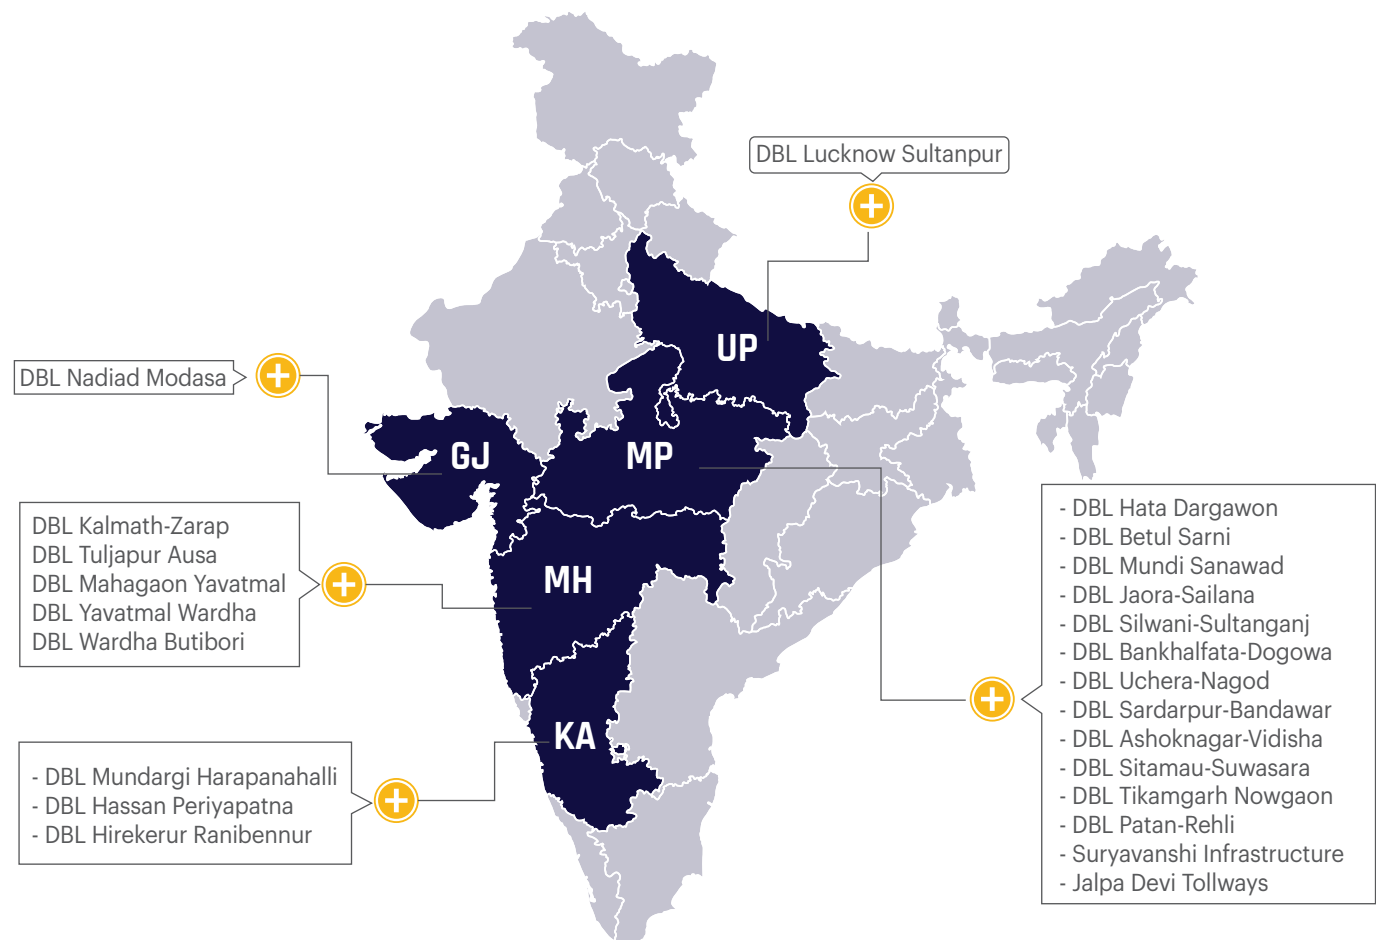 DBL Lucknow Sultanpur
UP
DBL Nadiad Modasa
GJ
MP
DBL Kalmath-Zarap
DBL Tuljapur Ausa
DBL Mahagaon Yavatmal
DBL Yavatmal Wardha
DBL Wardha Butibori
MH
- DBL Hata Dargawon
- DBL Betul Sarni
- DBL Mundi Sanawad
- DBL Jaora-Sailana
- DBL Silwani-Sultanganj
- DBL Bankhalfata-Dogowa
- DBL Uchera-Nagod
- DBL Sardarpur-Bandawar
- DBL Ashoknagar-Vidisha
- DBL Sitamau-Suwasara
- DBL Tikamgarh Nowgaon
- DBL Patan-Rehli
- Suryavanshi Infrastructure
- Jalpa Devi Tollways
KA
- DBL Mundargi Harapanahalli
- DBL Hassan Periyapatna
- DBL Hirekerur Ranibennur